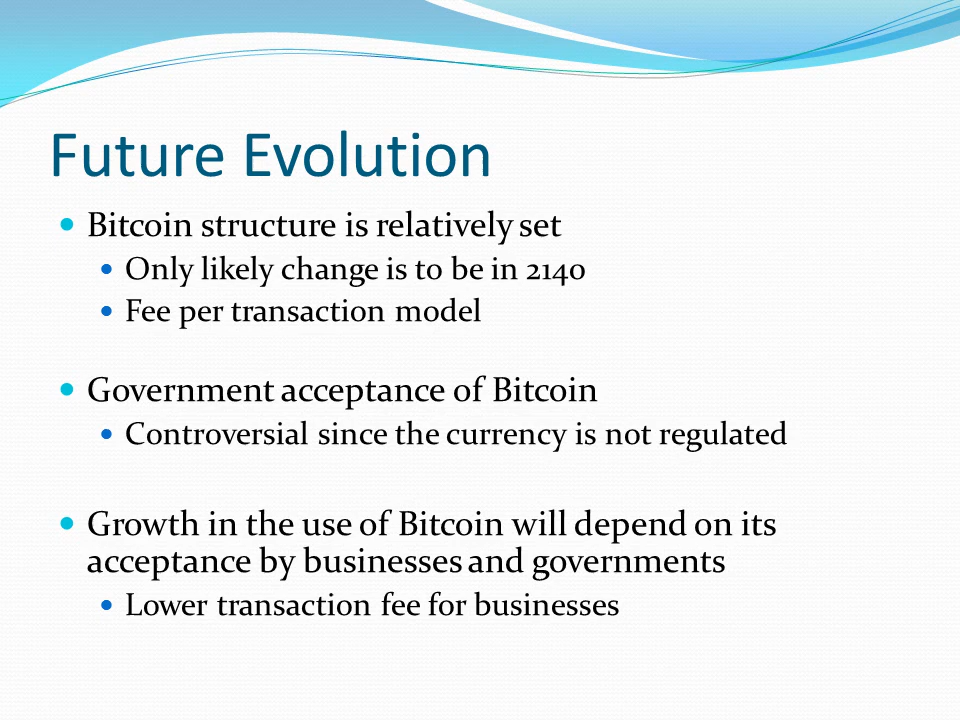 Future Evolution
Bitcoin structure is relatively set
Only likely change is to be in 2140
Fee per transaction model
Government acceptance of Bitcoin
Controversial since the currency is not regulated
Growth in the use of Bitcoin will depend on its
acceptance by businesses and governments
Lower transaction fee for businesses